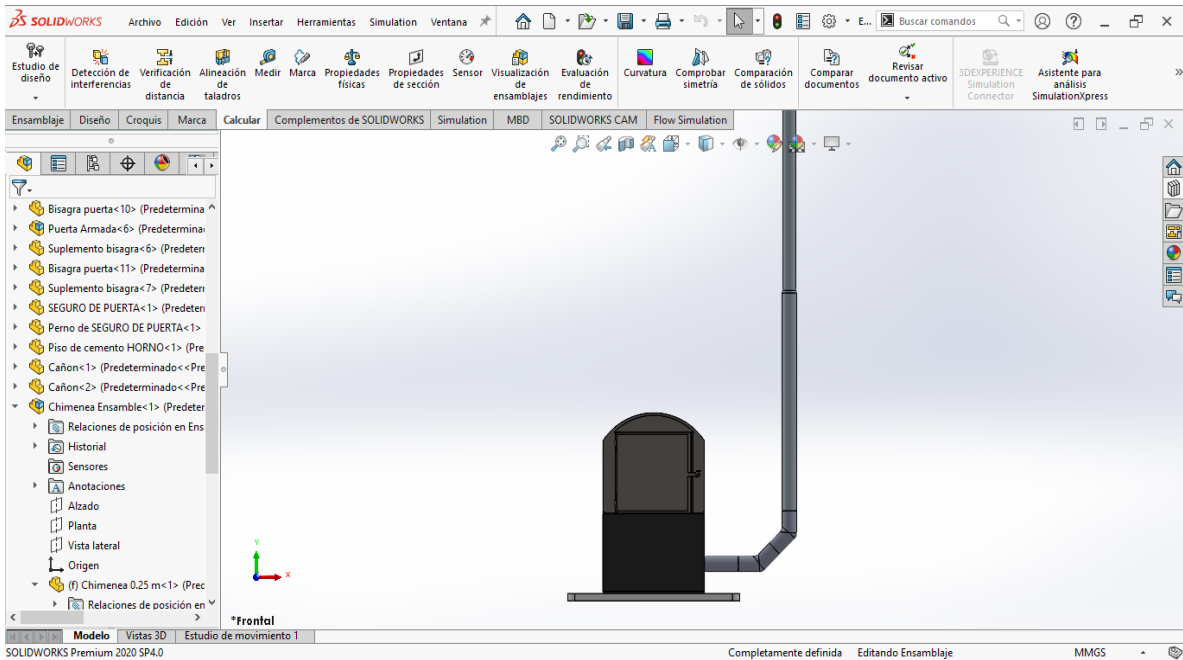 SOLIDWORKS Archivo Edición Ver Insertar Herramientas Simulation Ventana E... Buscar comandos
Estudio de diseño
Detección de interferencias
Verificación de distancia
Alineación de taladros
Medir
Marca
Propiedades físicas
Propiedades de sección
Sensor
Visualización de ensamblajes
Evaluación de rendimiento
Curvatura
Comprobar simetría
Comparación de sólidos
Comparar documentos
Revisar documento activo
3DEXPERIENCE Simulation Connector
Asistente para análisis SimulationXpress
Ensamblaje Diseño Croquis Marca Calcular Complementos de SOLIDWORKS Simulation MBD SOLIDWORKS CAM Flow Simulation
Bisagra puerta<10> (Predetermina
Puerta Armada<6> (Predetermina
Suplemento bisagra<6> (Predeter
Bisagra puerta<11> (Predetermina
Suplemento bisagra<7> (Predeter
SEGURO DE PUERTA<1> (Predeter
Perno de SEGURO DE PUERTA<1>
Piso de cemento HORNO<1> (Pre
Cañon<1> (Predeterminado<<Pre
Cañon<2> (Predeterminado<<Pre
Chimenea Ensamble<1> (Predeter
Relaciones de posición en Ens
Historial
Sensores
Anotaciones
Alzado
Planta
Vista lateral
Origen
(f) Chimenea 0.25 m<1> (Prec
Relaciones de posición en
Y
X
*Frontal
Modelo Vistas 3D Estudio de movimiento 1
SOLIDWORKS Premium 2020 SP4.0 Completamente definida Editando Ensamblaje MMGS